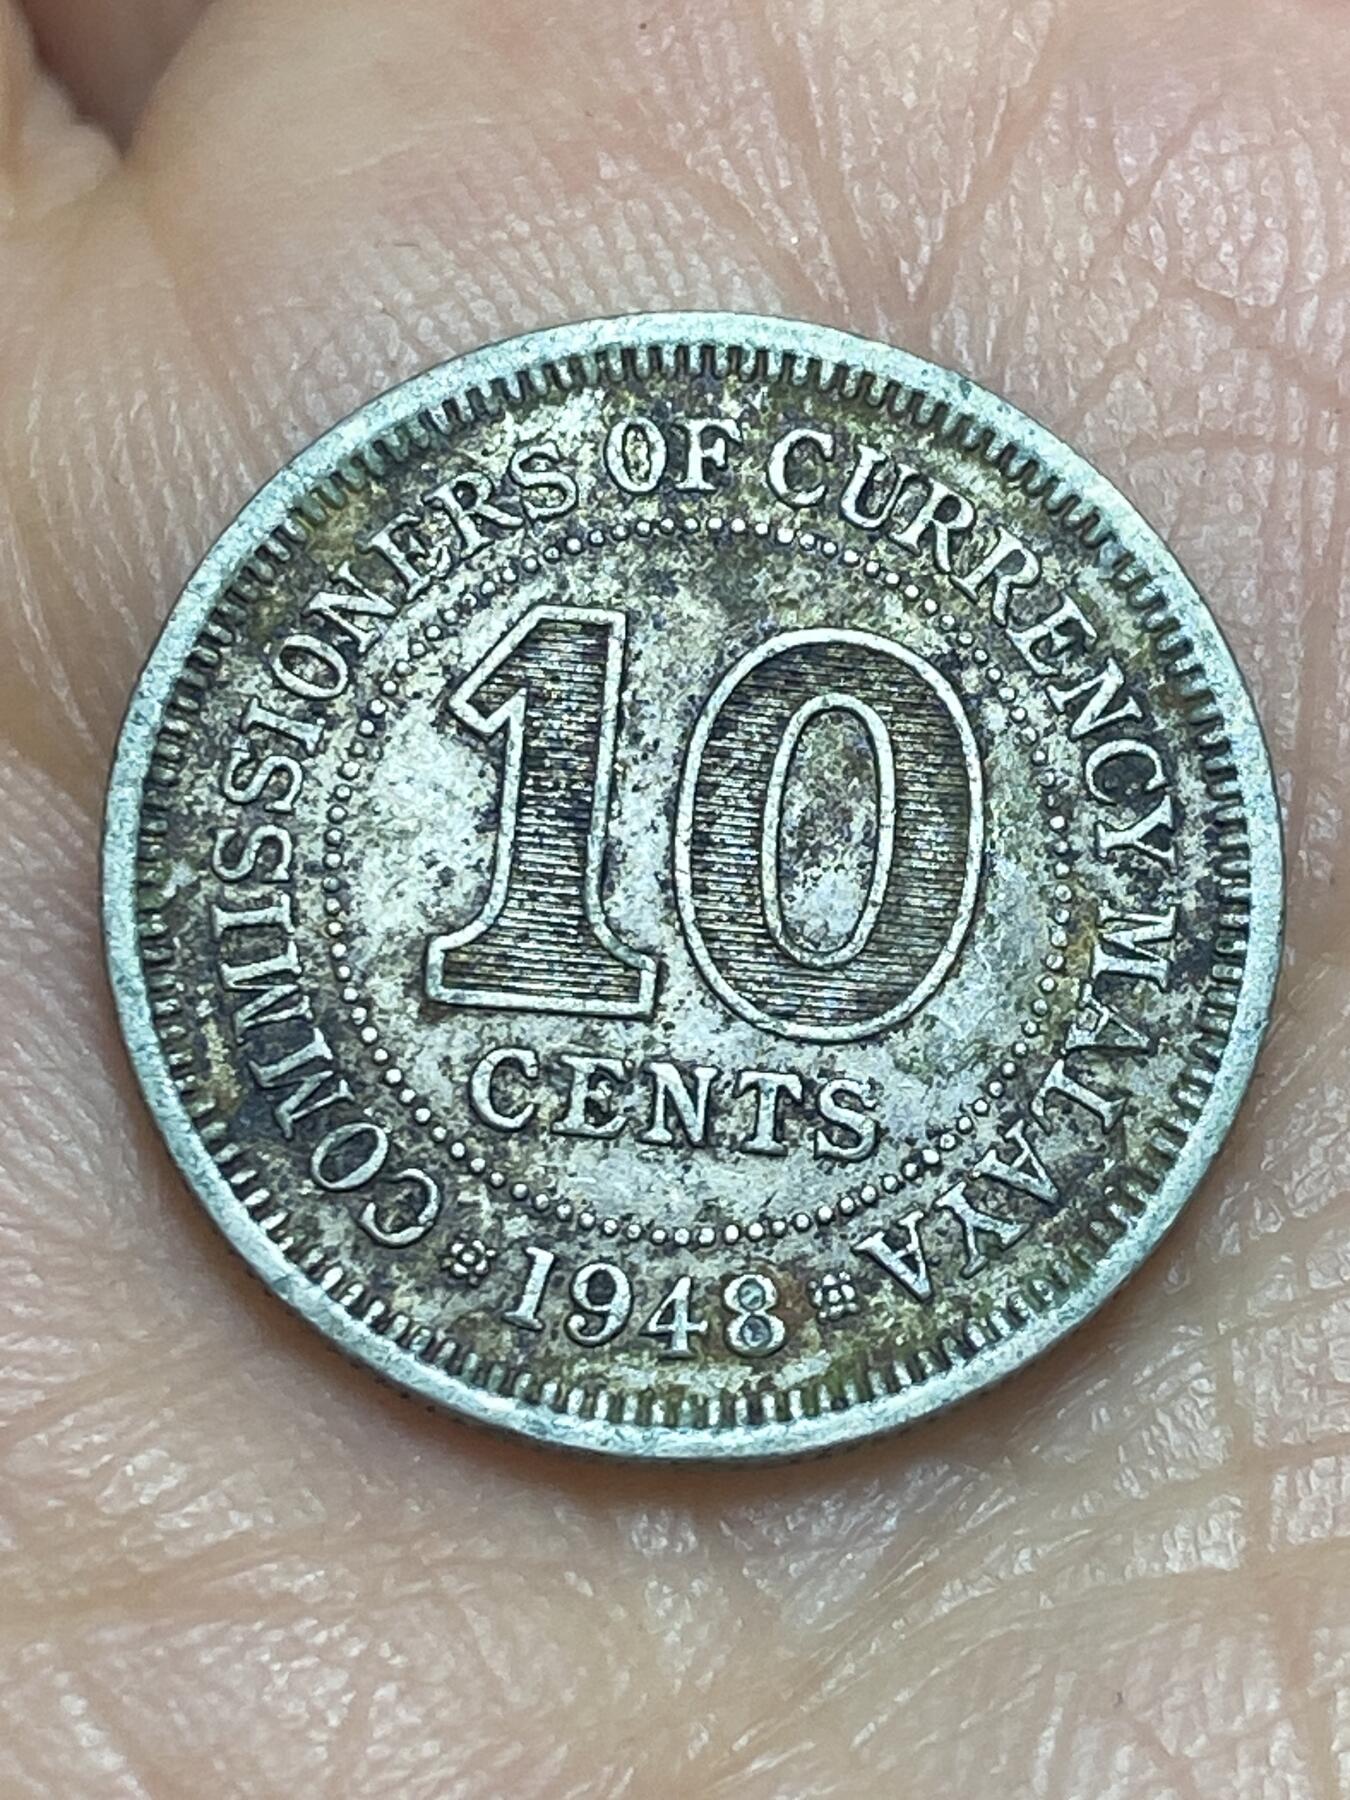 COMMISSIONERS OF CURRENCY MALAYA
10
CENTS
1948